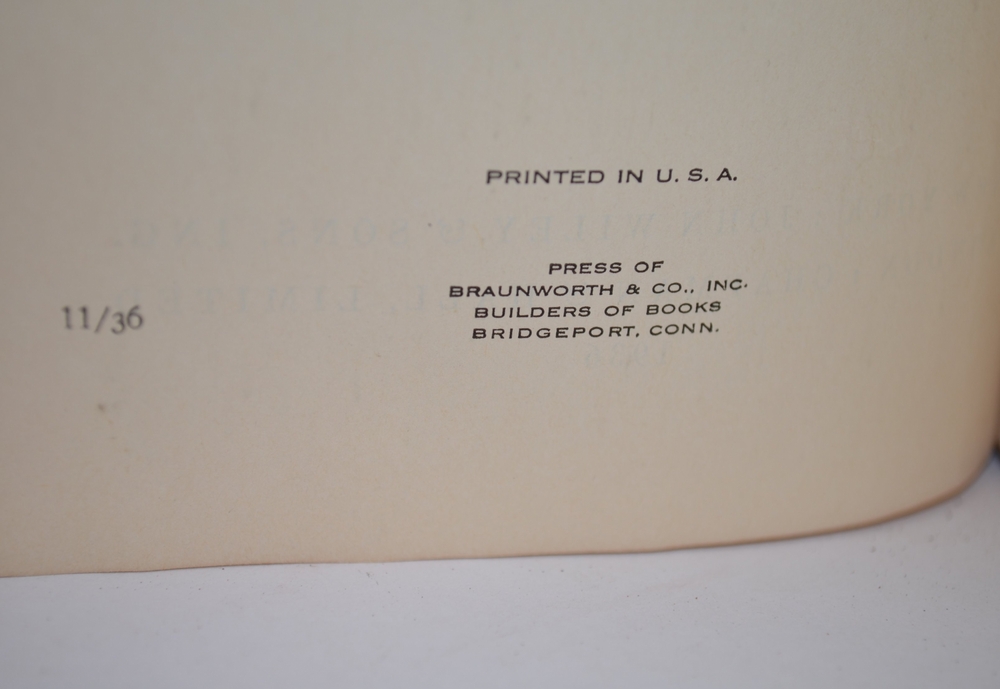 PRINTED IN U. S. A.
PRESS OF
BRAUNWORTH & CO., INC.
BUILDERS OF BOOKS
BRIDGEPORT, CONN.
11/36